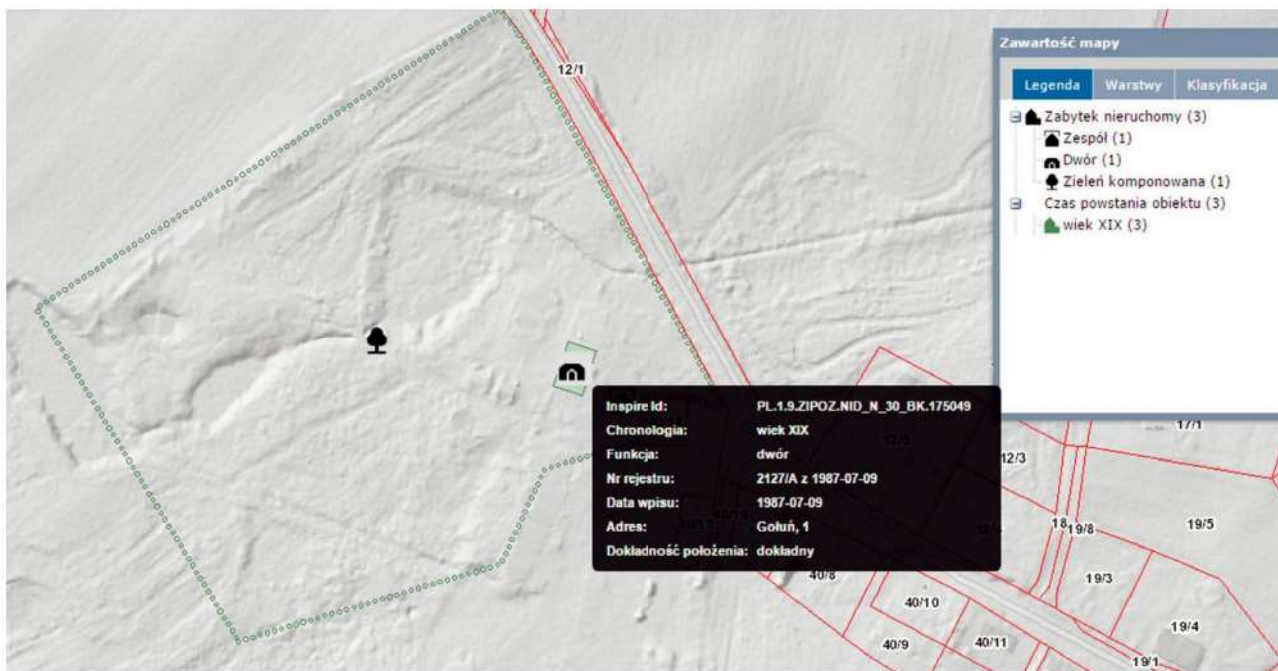 12/1
Zawartość mapy
Legenda Warstwy Klasyfikacja
Zabytek nieruchomy (3)
Zespół (1)
Dwór (1)
Zieleń komponowana (1)
Czas powstania obiektu (3)
wiek XIX (3)
Inspire Id: PL.1.9.ZIPOZ.NID_N_30_BK.175049
Chronologia: wiek XIX
Funkcja: dwór
Nr rejestru: 2127/A z 1987-07-09
Data wpisu: 1987-07-09
Adres: Gołuń, 1
Dokładność położenia: dokładny
17/1
12/3
18
19/8
19/5
40/8
19/3
40/10
19/4
40/9
40/11
19/1